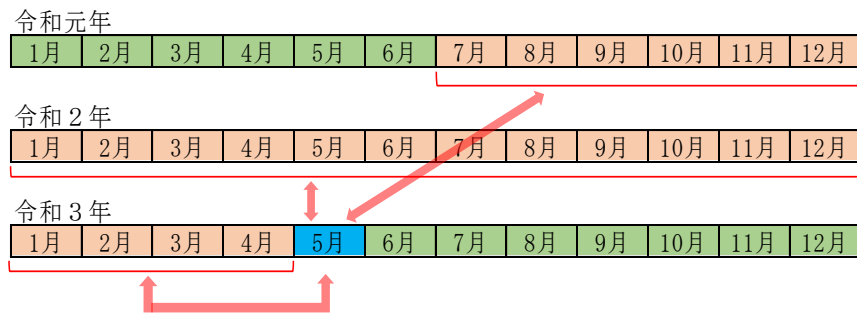 令和元年
1月 2月 3月 4月 5月 6月 7月 8月 9月 10月 11月 12月
令和２年
1月 2月 3月 4月 5月 6月 7月 8月 9月 10月 11月 12月
令和３年
1月 2月 3月 4月 5月 6月 7月 8月 9月 10月 11月 12月